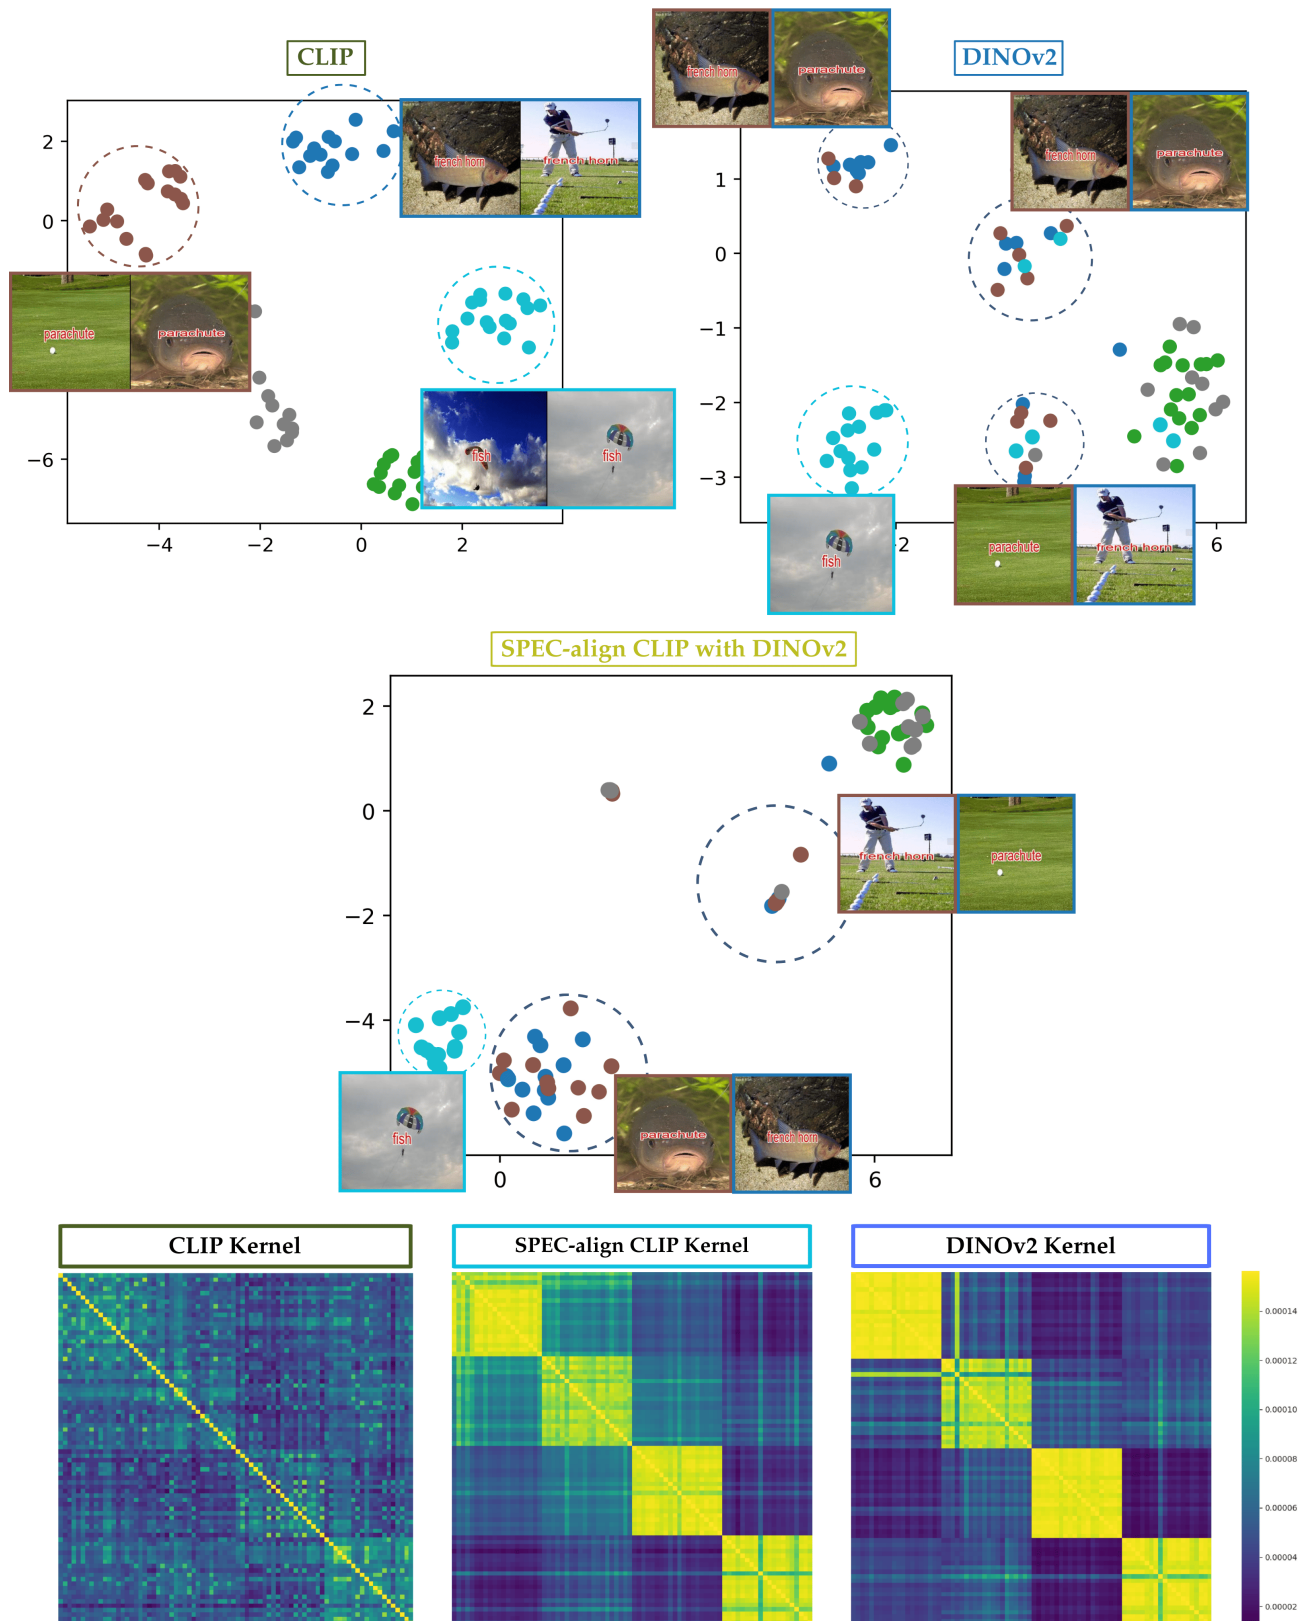 CLIP
DINOv2
french horn
parachute
french horn
parachute
french horn
french horn
2
0
−6
parachute
parachute
fish
fish
−4
−2
0
2
1
0
−1
−2
−3
fish
parachute
french horn
2
6
SPEC-align CLIP with DINOv2
2
0
−2
−4
french horn
parachute
fish
parachute
french horn
0
6
CLIP Kernel
SPEC-align CLIP Kernel
DINOv2 Kernel
0.00014
0.00012
0.00010
0.00008
0.00006
0.00004
0.00002